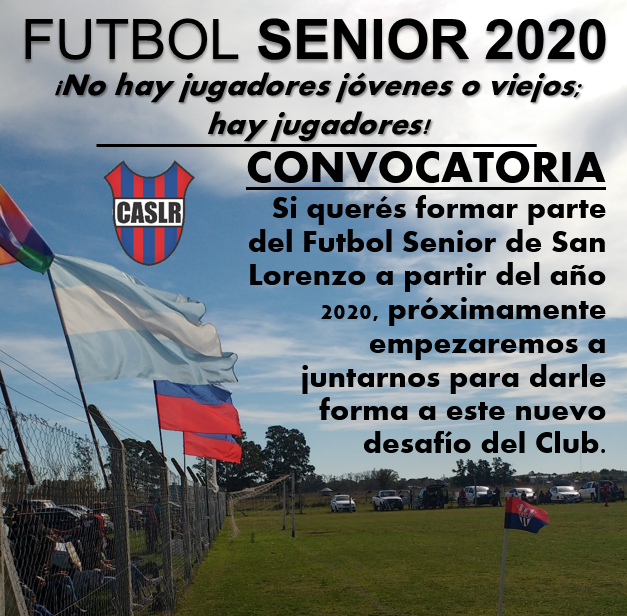 FUTBOL SENIOR 2020
¡No hay jugadores jóvenes o viejos;
hay jugadores!
CONVOCATORIA
CASLR
Si querés formar parte
del Futbol Senior de San
Lorenzo a partir del año
2020, próximamente
empezaremos a
juntarnos para darle
forma a este nuevo
desafío del Club.